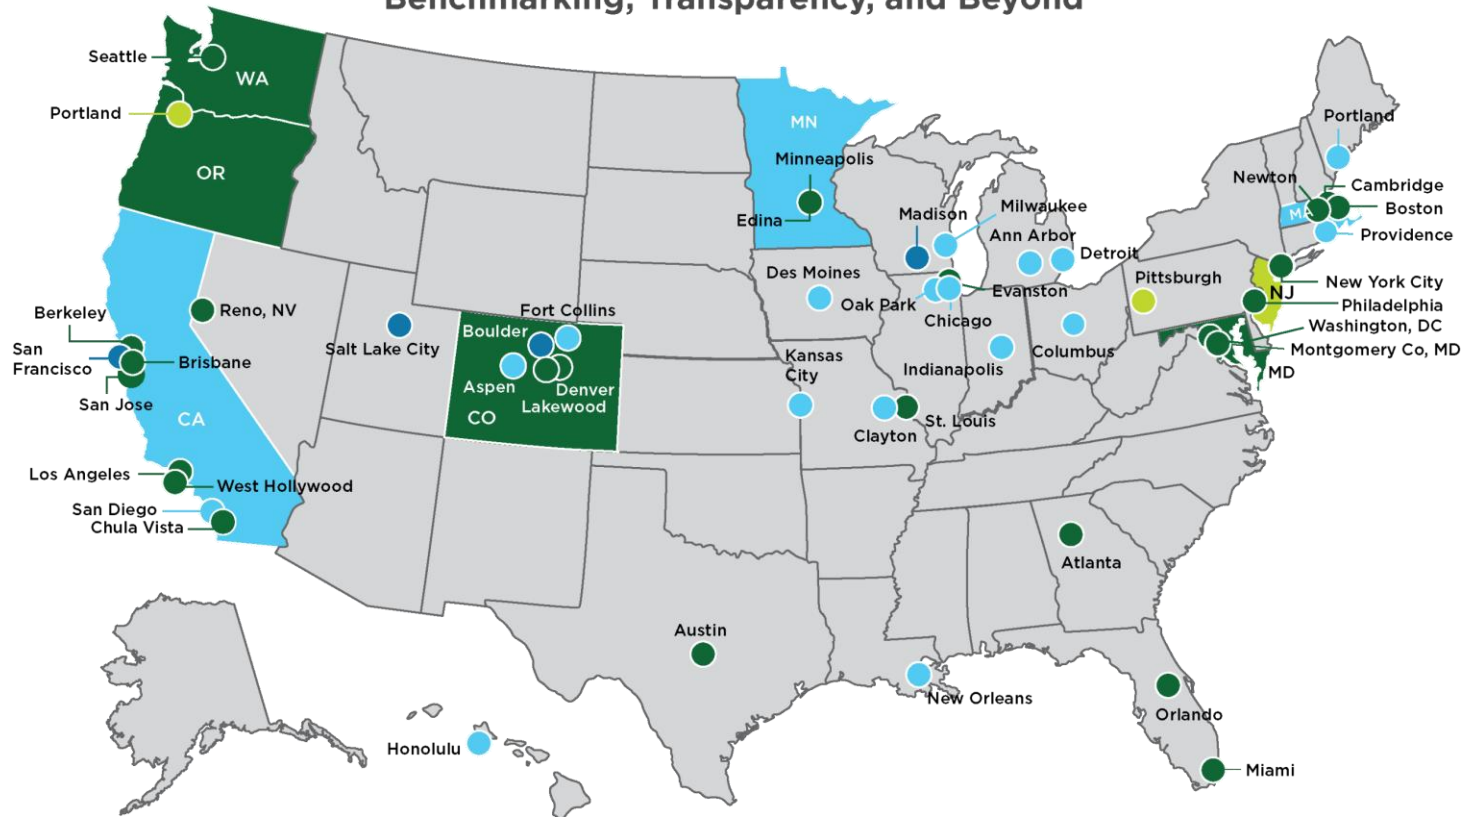 Benchmarking, Transparency, and Beyond
Seattle
WA
Portland
OR
MN
Minneapolis
Edina
Madison
Milwaukee
Ann Arbor
Detroit
Portland
Newton
Cambridge
MA
Boston
Providence
Des Moines
Oak Park
Evanston
Chicago
Pittsburgh
NJ
New York City
Philadelphia
Washington, DC
Montgomery Co, MD
MD
Berkeley
San
Francisco
Brisbane
San Jose
Reno, NV
Salt Lake City
Fort Collins
Boulder
Aspen
Denver
Lakewood
CO
Kansas
City
Indianapolis
Columbus
Clayton
St. Louis
CA
Los Angeles
West Hollywood
San Diego
Chula Vista
Atlanta
Austin
New Orleans
Orlando
Honolulu
Miami